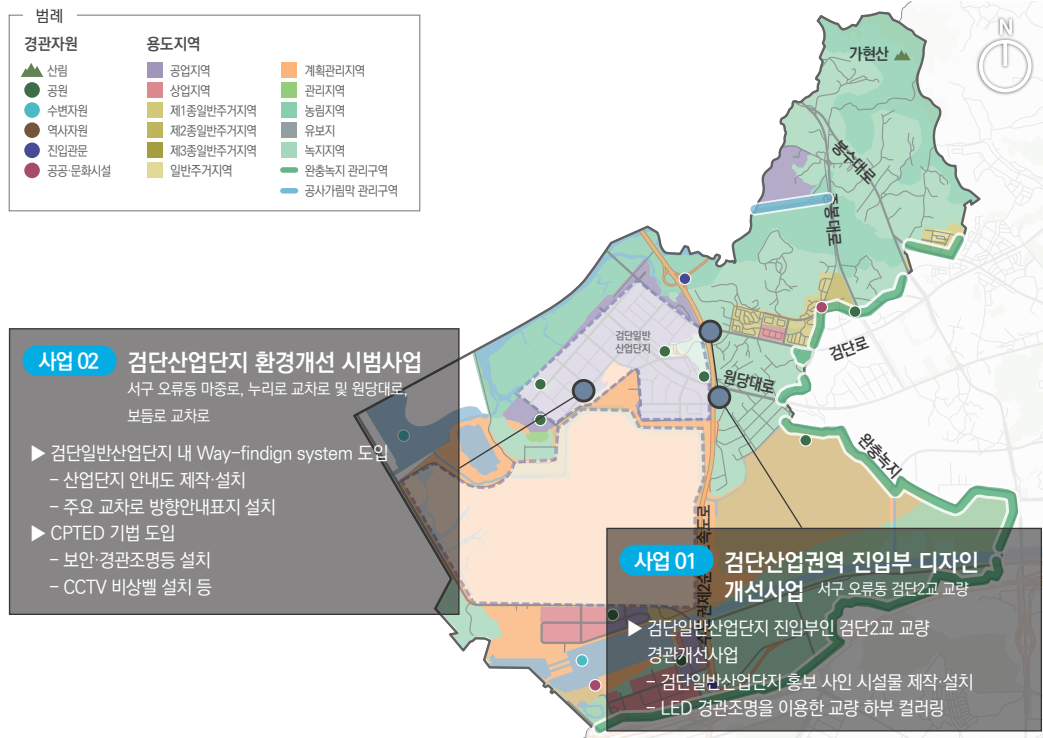 범례
경관자원
산림
공원
수변자원
역사자원
진입관문
공공·문화시설
용도지역
공업지역
상업지역
제1종일반주거지역
제2종일반주거지역
제3종일반주거지역
일반주거지역
계획관리지역
관리지역
농림지역
유보지
녹지지역
완충녹지 관리구역
공사가림막 관리구역
N
가현산
봉수대로
봉대로
검단일반
산업단지
검단로
원당대로
완충녹지
사업 02 검단산업단지 환경개선 시범사업
서구 오류동 마중로, 누리로 교차로 및 원당대로,
보듬로 교차로
▶ 검단일반산업단지 내 Way-findign system 도입
- 산업단지 안내도 제작·설치
- 주요 교차로 방향안내표지 설치
▶ CPTED 기법 도입
- 보안·경관조명등 설치
- CCTV 비상벨 설치 등
속도로
권제2순
사업 01 검단산업권역 진입부 디자인
개선사업 서구 오류동 검단2교 교량
▶ 검단일반산업단지 진입부인 검단2교 교량
경관개선사업
- 검단일반산업단지 홍보 사인 시설물 제작·설치
- LED 경관조명을 이용한 교량 하부 컬러링